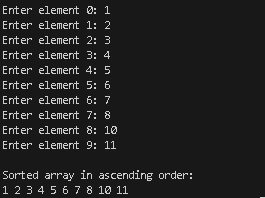 Enter element 0: 1
Enter element 1: 2
Enter element 2: 3
Enter element 3: 4
Enter element 4: 5
Enter element 5: 6
Enter element 6: 7
Enter element 7: 8
Enter element 8: 10
Enter element 9: 11
Sorted array in ascending order:
1 2 3 4 5 6 7 8 10 11